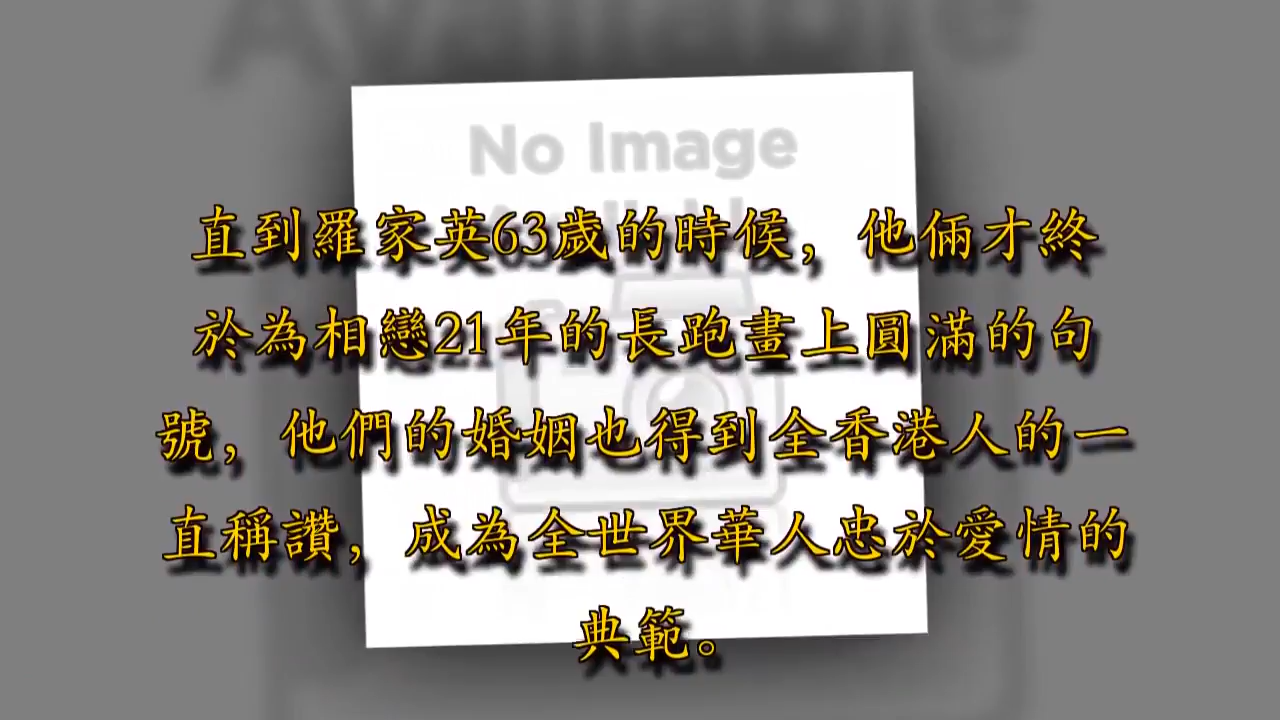 Available
No Image
Available
直到羅家英63歲的時候，他倆才終
於為相戀21年的長跑畫上圓滿的句
號，他們的婚姻也得到全香港人的一
直稱讚，成為全世界華人忠於愛情的
典範。